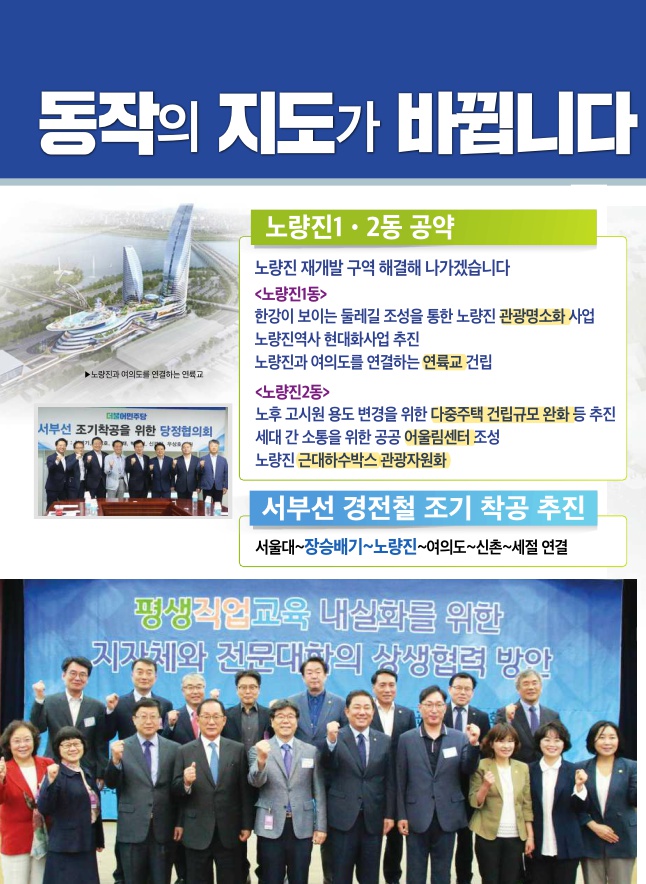 동작의 지도가 바뀝니다
노량진1・2동 공약
노량진 재개발 구역 해결해 나가겠습니다
<노량진1동>
한강이 보이는 둘레길 조성을 통한 노량진 관광명소화 사업
노량진역사 현대화사업 추진
노량진과 여의도를 연결하는 연륙교 건립
▶노량진과 여의도를 연결하는 연륙교
<노량진2동>
노후 고시원 용도 변경을 위한 다중주택 건립규모 완화 등 추진
세대 간 소통을 위한 공공 어울림센터 조성
노량진 근대하수박스 관광자원화
더불어민주당
서부선 조기착공을 위한 당정협의회
서부선 경전철 조기 착공 추진
서울대~장승배기~노량진~여의도~신촌~세절 연결
평생직업교육 내실화를 위한
지자체와 전문대학의 상생협력 방안